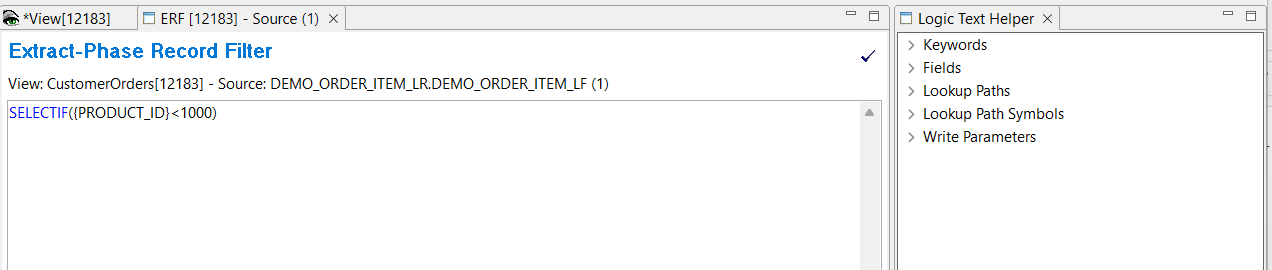 *View[12183]
ERF [12183] - Source (1)
Extract-Phase Record Filter
View: CustomerOrders[12183] - Source: DEMO_ORDER_ITEM_LR.DEMO_ORDER_ITEM_LF (1)
SELECTIF({PRODUCT_ID}<1000)
Logic Text Helper
Keywords
Fields
Lookup Paths
Lookup Path Symbols
Write Parameters